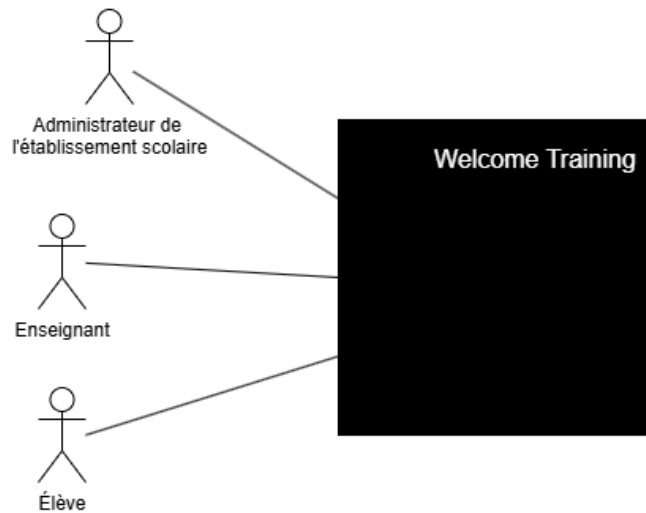 Administrateur de
l'établissement scolaire
Welcome Training
Enseignant
Élève